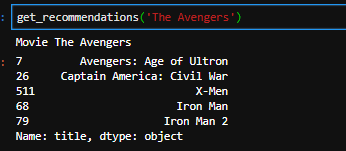 : get_recommendations('The Avengers')
Movie The Avengers
: 7 Avengers: Age of Ultron
26 Captain America: Civil War
511 X-Men
68 Iron Man
79 Iron Man 2
Name: title, dtype: object